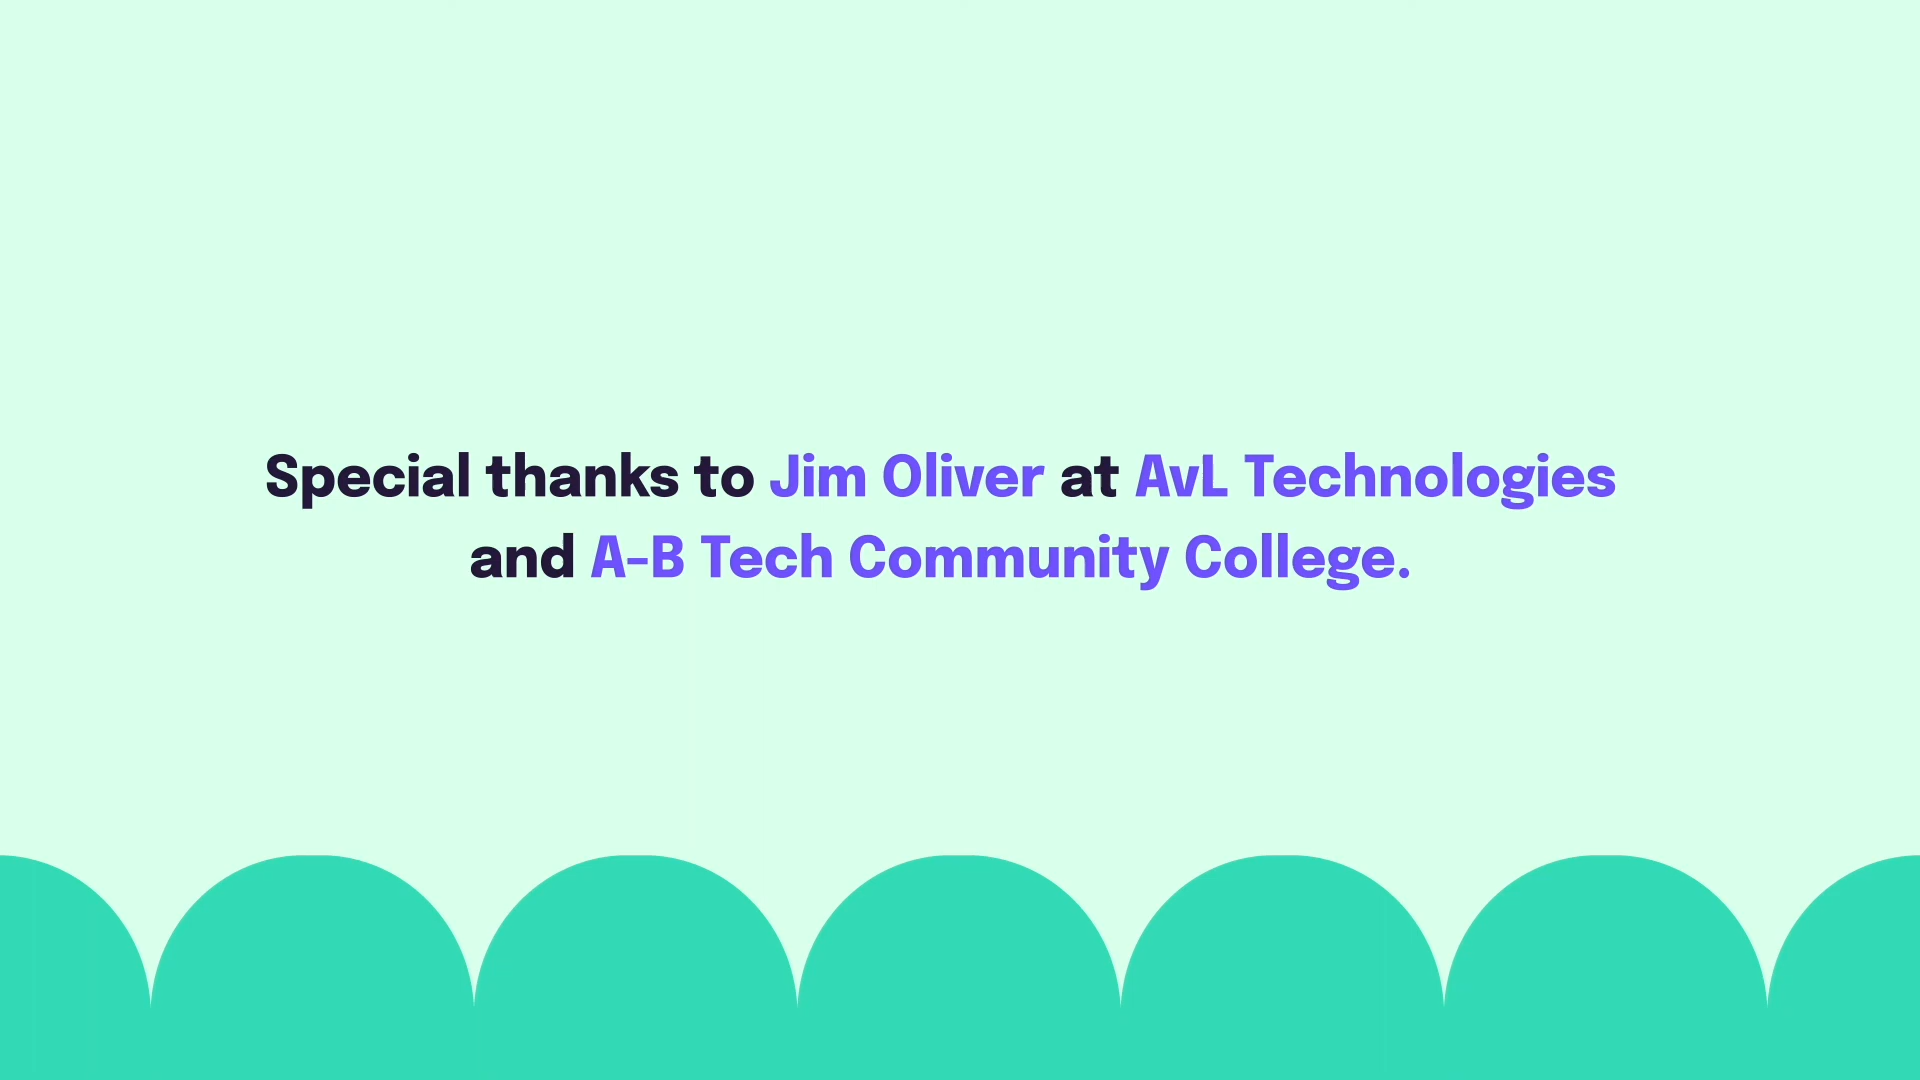 Special thanks to Jim Oliver at AvL Technologies
and A-B Tech Community College.